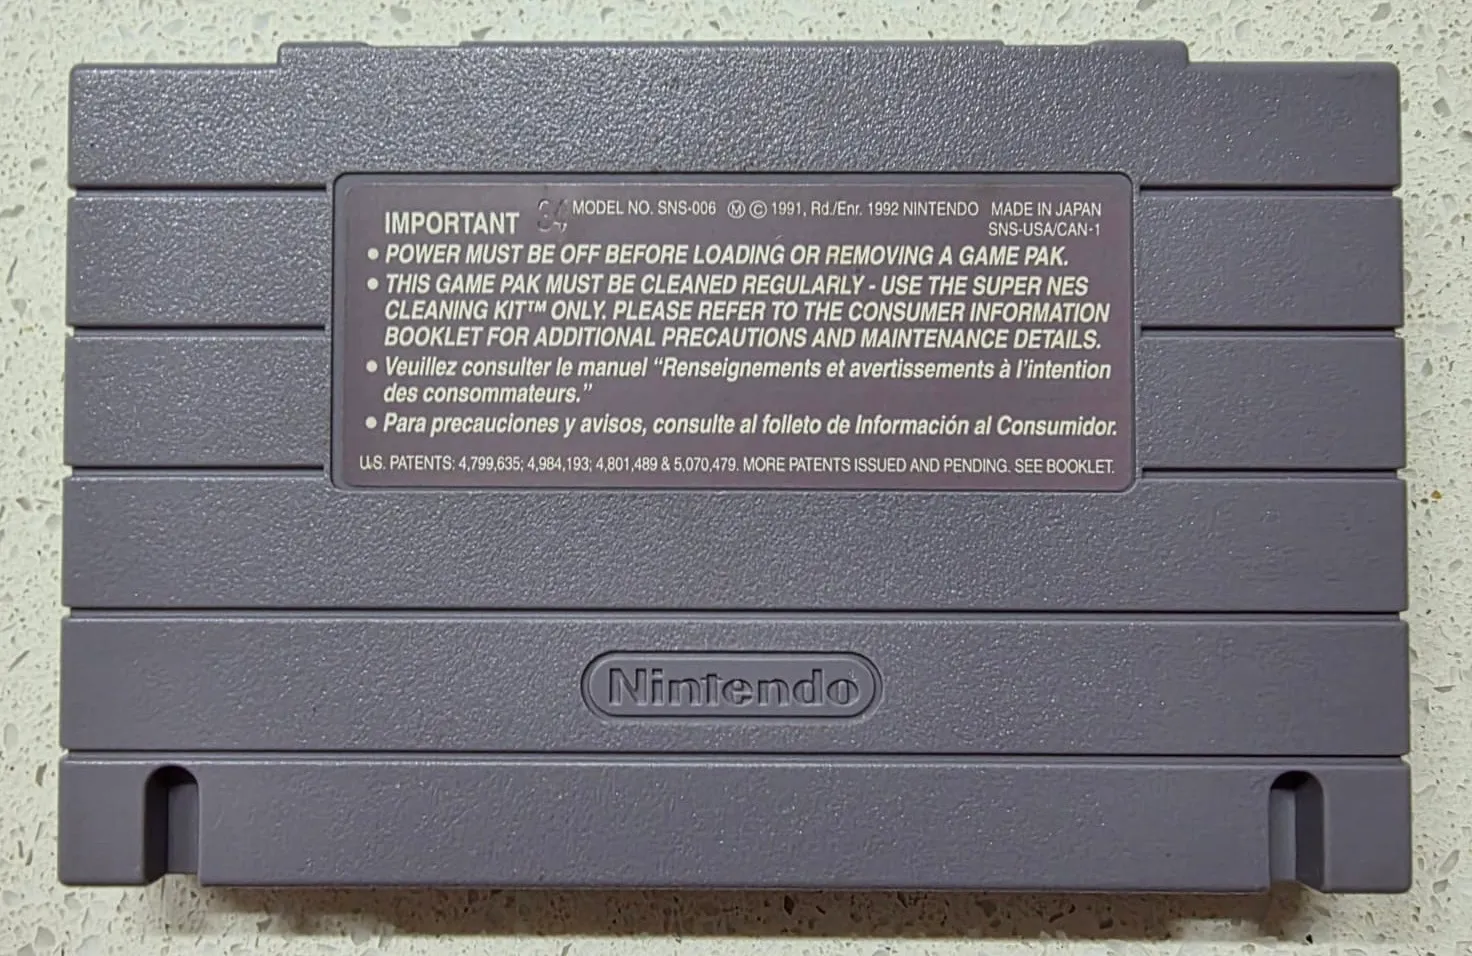 IMPORTANT 34 MODEL NO. SNS-006 Ⓜ © 1991, Rd./Enr. 1992 NINTENDO MADE IN JAPAN
SNS-USA/CAN-1
• POWER MUST BE OFF BEFORE LOADING OR REMOVING A GAME PAK.
• THIS GAME PAK MUST BE CLEANED REGULARLY - USE THE SUPER NES
CLEANING KIT™ ONLY. PLEASE REFER TO THE CONSUMER INFORMATION
BOOKLET FOR ADDITIONAL PRECAUTIONS AND MAINTENANCE DETAILS.
• Veuillez consulter le manuel “Renseignements et avertissements à l’intention
des consommateurs.”
• Para precauciones y avisos, consulte al folleto de Información al Consumidor.
U.S. PATENTS: 4,799,635; 4,984,193; 4,801,489 & 5,070,479. MORE PATENTS ISSUED AND PENDING. SEE BOOKLET.
Nintendo